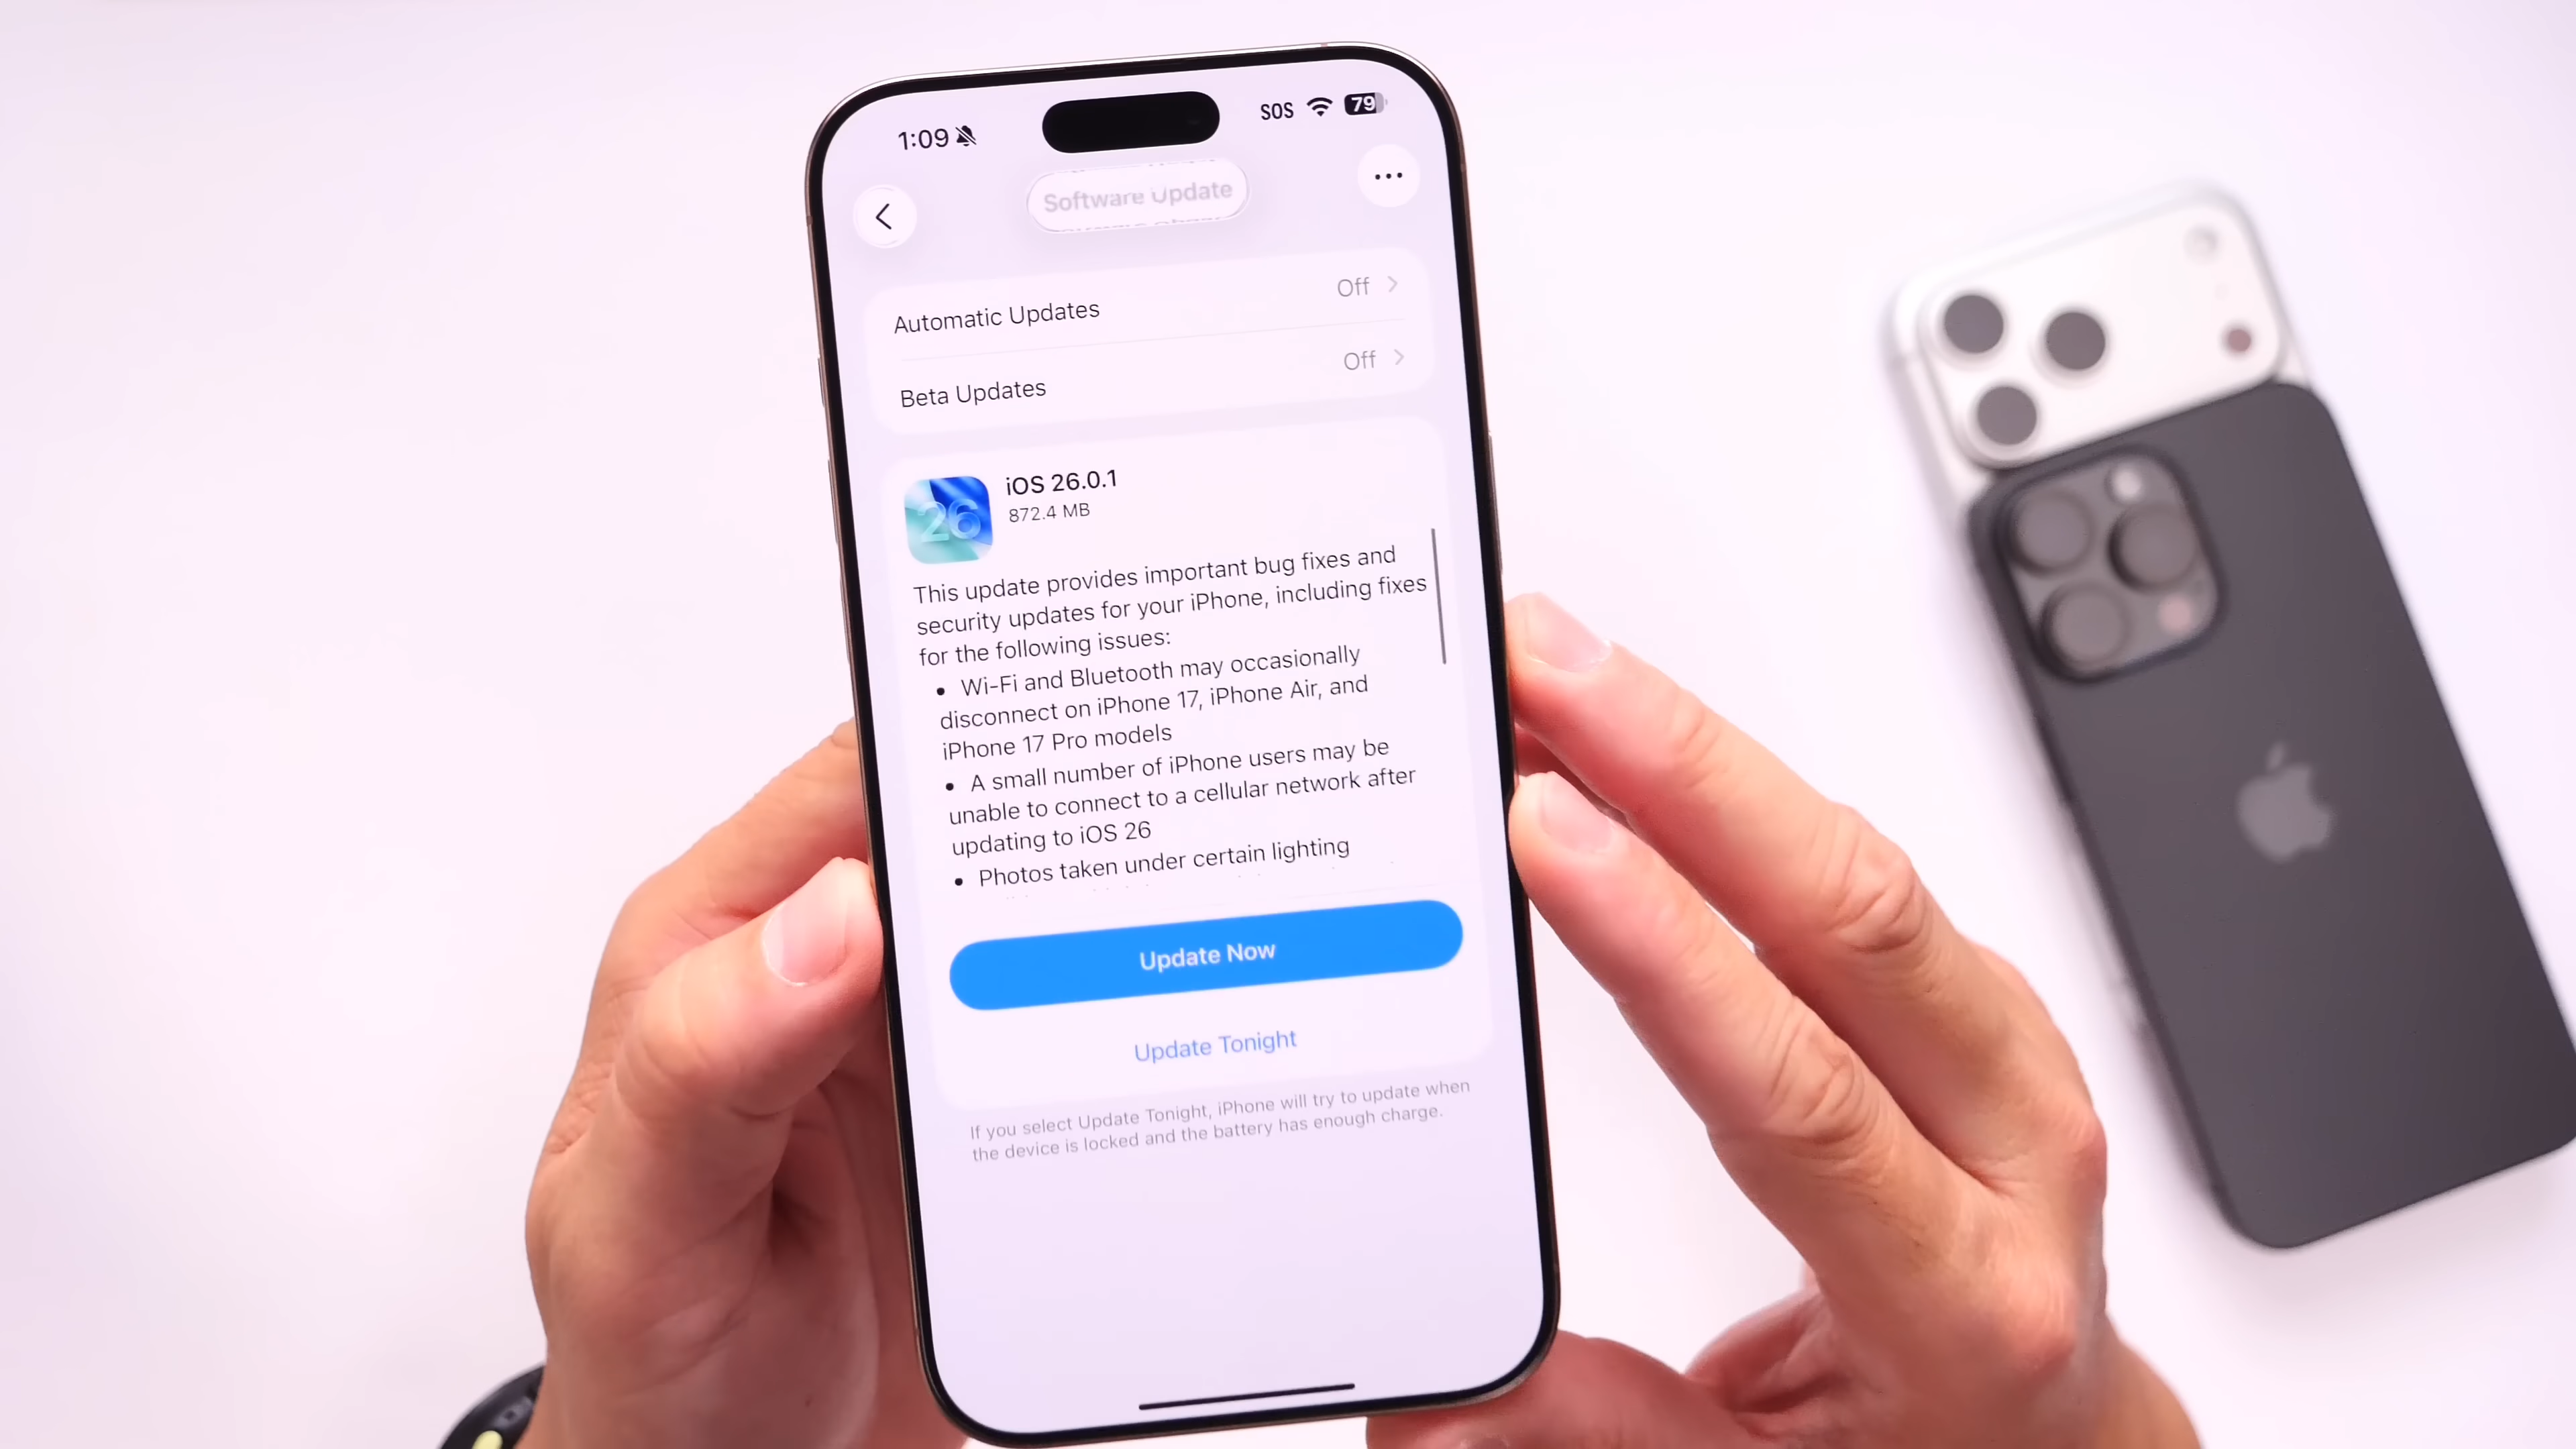 1:09 SOS 79
Software Update
Automatic Updates Off
Beta Updates Off
26
iOS 26.0.1
872.4 MB
This update provides important bug fixes and
security updates for your iPhone, including fixes
for the following issues:
• Wi-Fi and Bluetooth may occasionally
disconnect on iPhone 17, iPhone Air, and
iPhone 17 Pro models
• A small number of iPhone users may be
unable to connect to a cellular network after
updating to iOS 26
• Photos taken under certain lighting
Update Now
Update Tonight
If you select Update Tonight, iPhone will try to update when
the device is locked and the battery has enough charge.